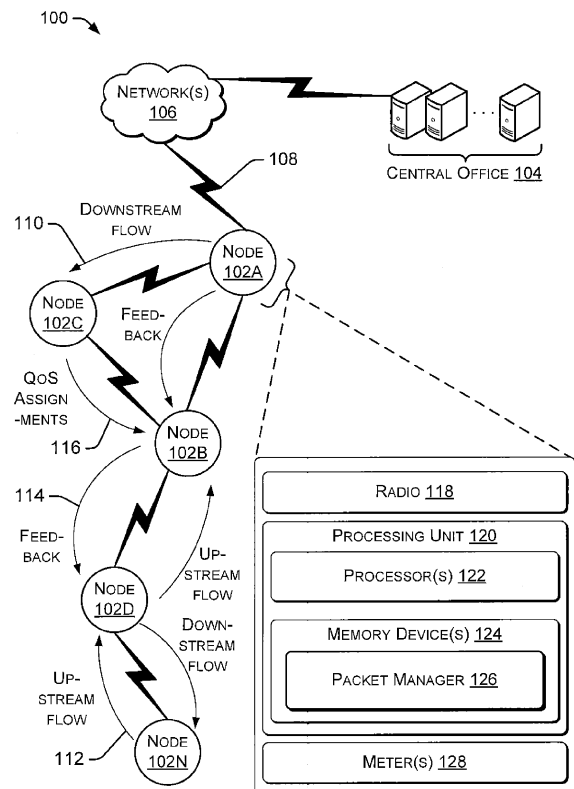 100
NETWORK(S)
106
CENTRAL OFFICE 104
108
110
DOWNSTREAM
FLOW
NODE
102A
NODE
102C
FEED-
BACK
QOS
ASSIGN
-MENTS
116
NODE
102B
114
FEED-
BACK
UP-
STREAM
FLOW
NODE
102D
DOWN-
STREAM
FLOW
UP-
STREAM
FLOW
112
NODE
102N
RADIO 118
PROCESSING UNIT 120
PROCESSOR(S) 122
MEMORY DEVICE(S) 124
PACKET MANAGER 126
METER(S) 128